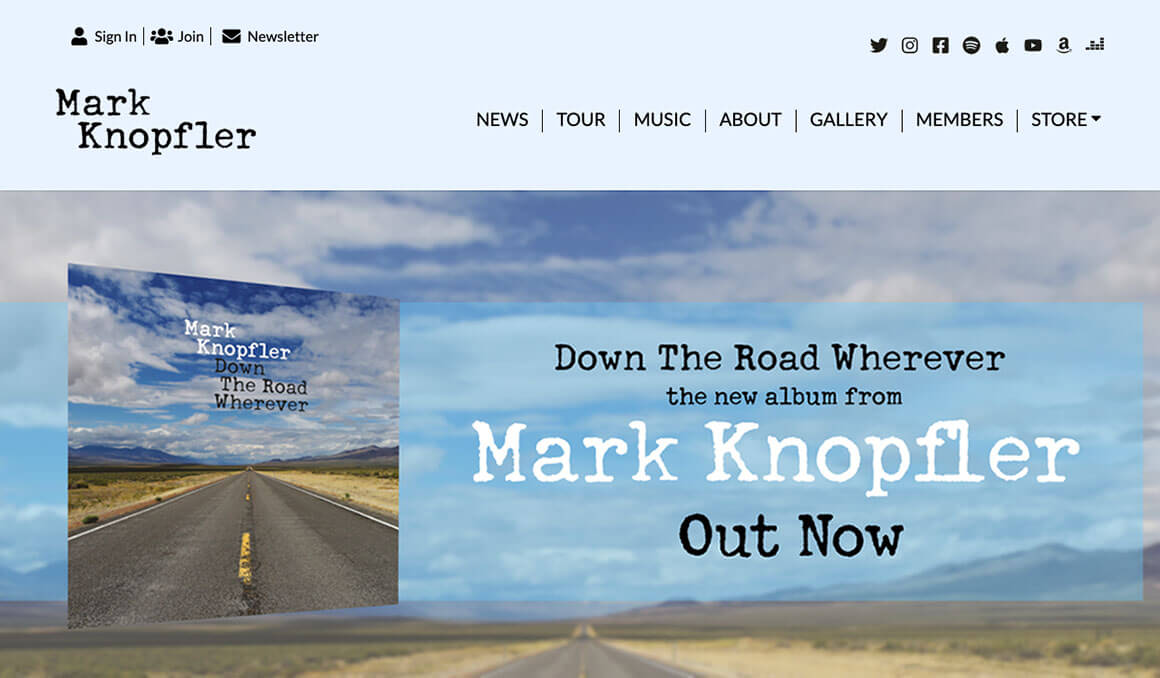 Sign In
Join
Newsletter
Mark
Knopfler
NEWS
TOUR
MUSIC
ABOUT
GALLERY
MEMBERS
STORE
Mark
Knopfler
Down
The Road
Wherever
Down The Road Wherever
the new album from
Mark Knopfler
Out Now